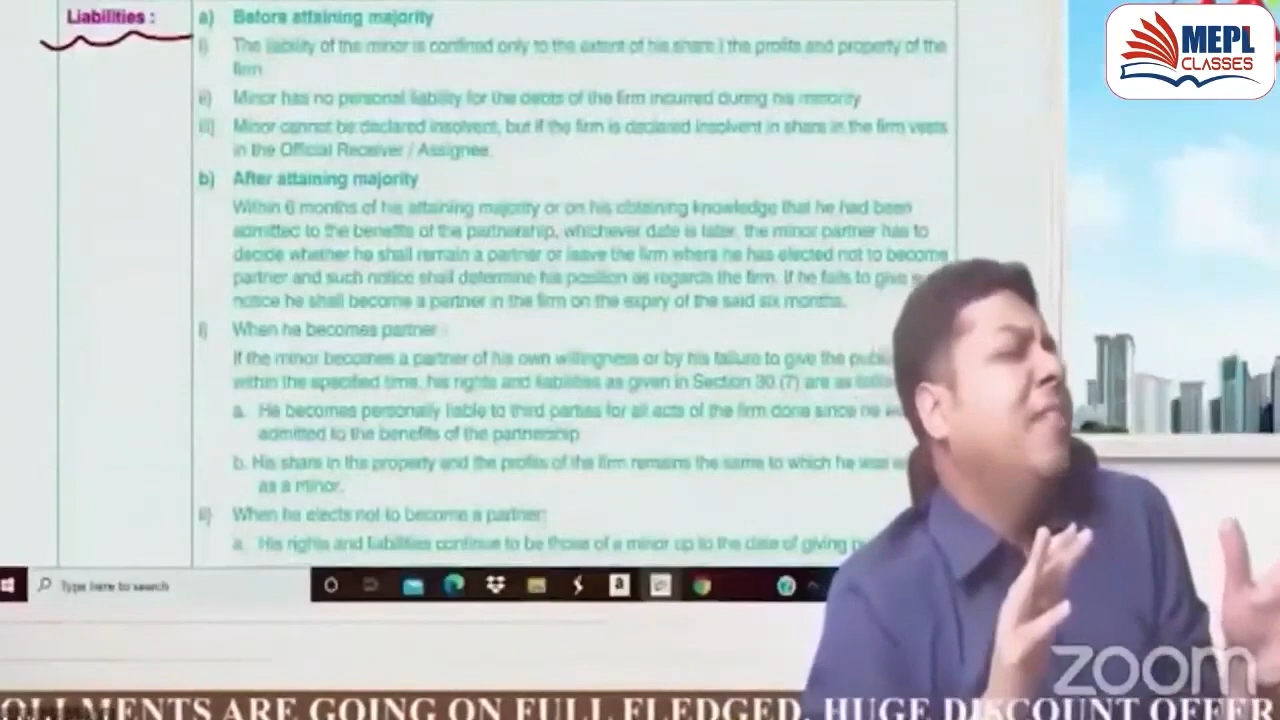 Liabilities :
a) Before attaining majority
i) The liability of the minor is confined only to the extent of his share I the profits and property of the
firm
ii) Minor has no personal liability for the debts of the firm incurred during his minority
iii) Minor cannot be declared insolvent, but if the firm is declared insolvent in share in the firm vests
in the Official Receiver / Assignee.
b) After attaining majority
Within 6 months of his attaining majority or on his obtaining knowledge that he had been
admitted to the benefits of the partnership, whichever date is later, the minor partner has to
decide whether he shall remain a partner or leave the firm where he has elected not to become
partner and such notice shall determine his position as regards the firm. If he fails to give
notice he shall become a partner in the firm on the expiry of the said six months.
i) When he becomes partner :
If the minor becomes a partner of his own willingness or by his failure to give the
within the specified time, his rights and liabilities as given in Section 30 (7) are as
a. He becomes personally liable to third parties for all acts of the firm done since he
admitted to the benefits of the partnership
b. His share in the property and the profits of the firm remains the same to which he was
as a minor.
ii) When he elects not to become a partner:
a. His rights and liabilities continue to be those of a minor up to the date of giving
Type here to search
MEPL
CLASSES
zoom
MENTS ARE GOING ON FULL FLEDGED, HUGE DISCOUNT OFFER